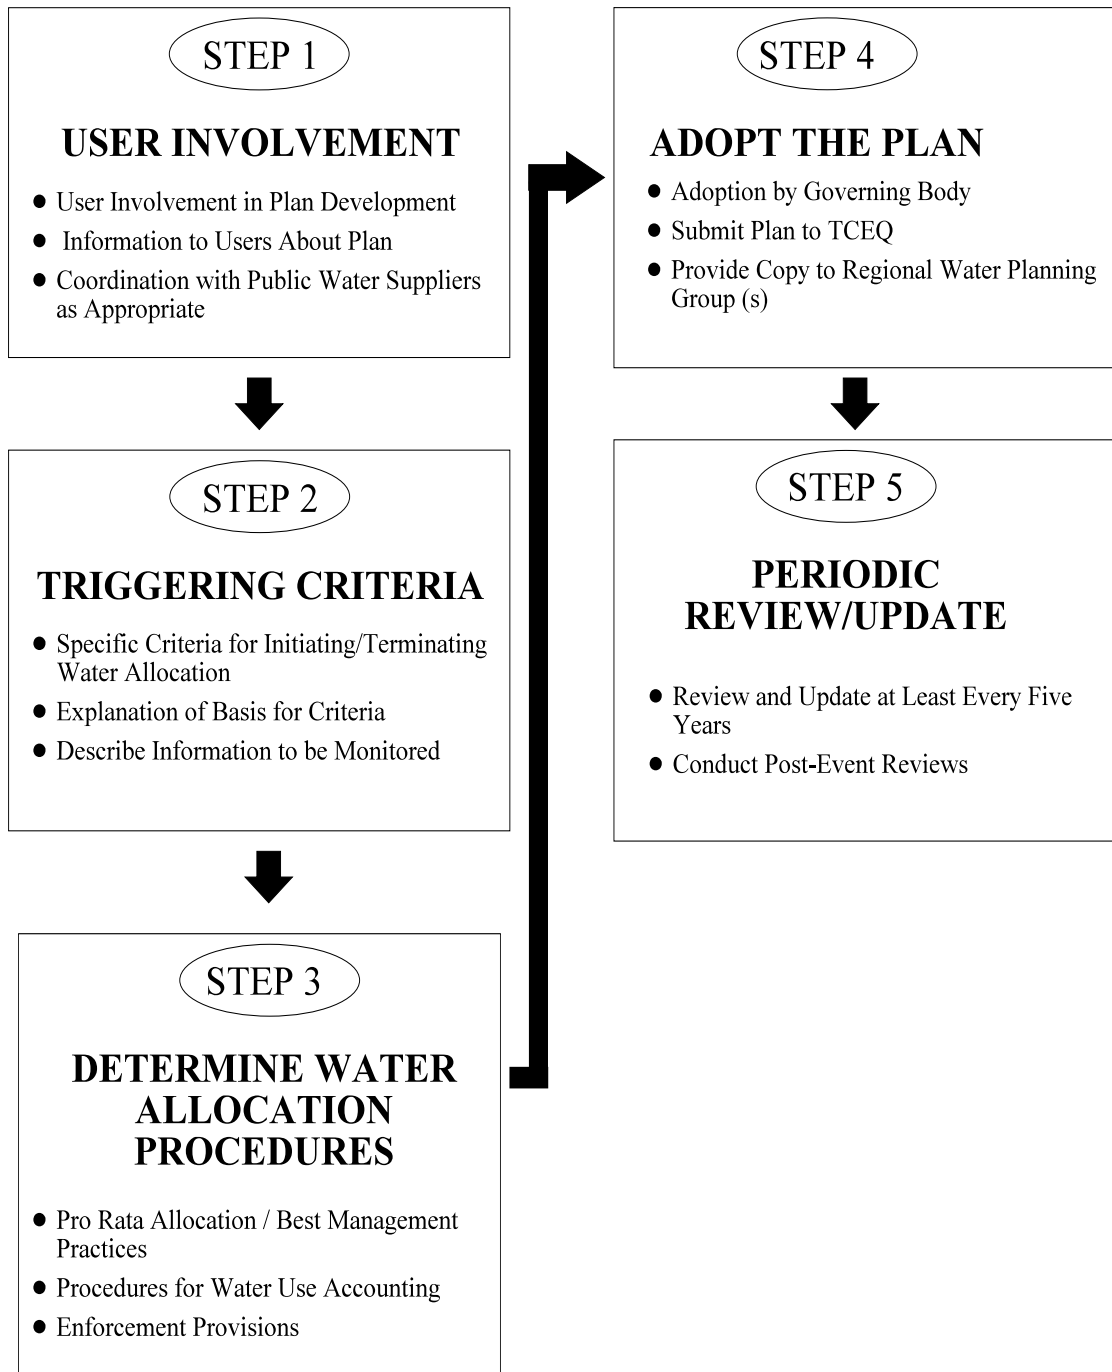 STEP 1
USER INVOLVEMENT
● User Involvement in Plan Development
● Information to Users About Plan
● Coordination with Public Water Suppliers
as Appropriate
STEP 2
TRIGGERING CRITERIA
● Specific Criteria for Initiating/Terminating
Water Allocation
● Explanation of Basis for Criteria
● Describe Information to be Monitored
STEP 3
DETERMINE WATER
ALLOCATION
PROCEDURES
● Pro Rata Allocation / Best Management
Practices
● Procedures for Water Use Accounting
● Enforcement Provisions
STEP 4
ADOPT THE PLAN
● Adoption by Governing Body
● Submit Plan to TCEQ
● Provide Copy to Regional Water Planning
Group (s)
STEP 5
PERIODIC
REVIEW/UPDATE
● Review and Update at Least Every Five
Years
● Conduct Post-Event Reviews